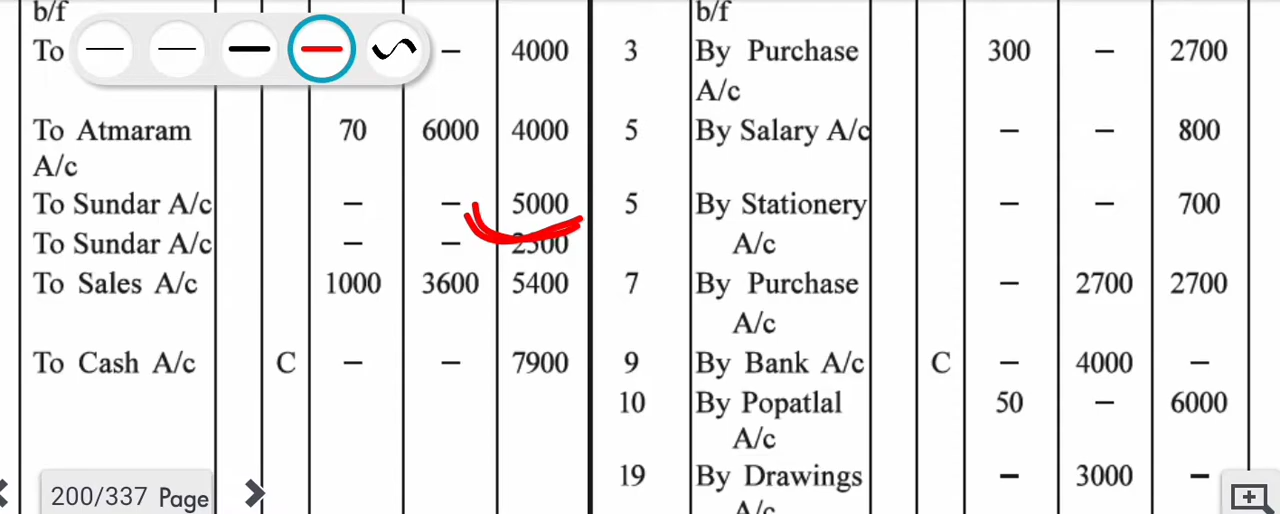 b/f b/f
To – 4000 3 By Purchase 300 – 2700
A/c
To Atmaram 70 6000 4000 5 By Salary A/c – – 800
A/c
To Sundar A/c – – 5000 5 By Stationery – – 700
To Sundar A/c – – 2500 A/c
To Sales A/c 1000 3600 5400 7 By Purchase – 2700 2700
A/c
To Cash A/c C – – 7900 9 By Bank A/c C – 4000 –
10 By Popatlal 50 – 6000
A/c
19 By Drawings – 3000 –
A/c
200/337 Page